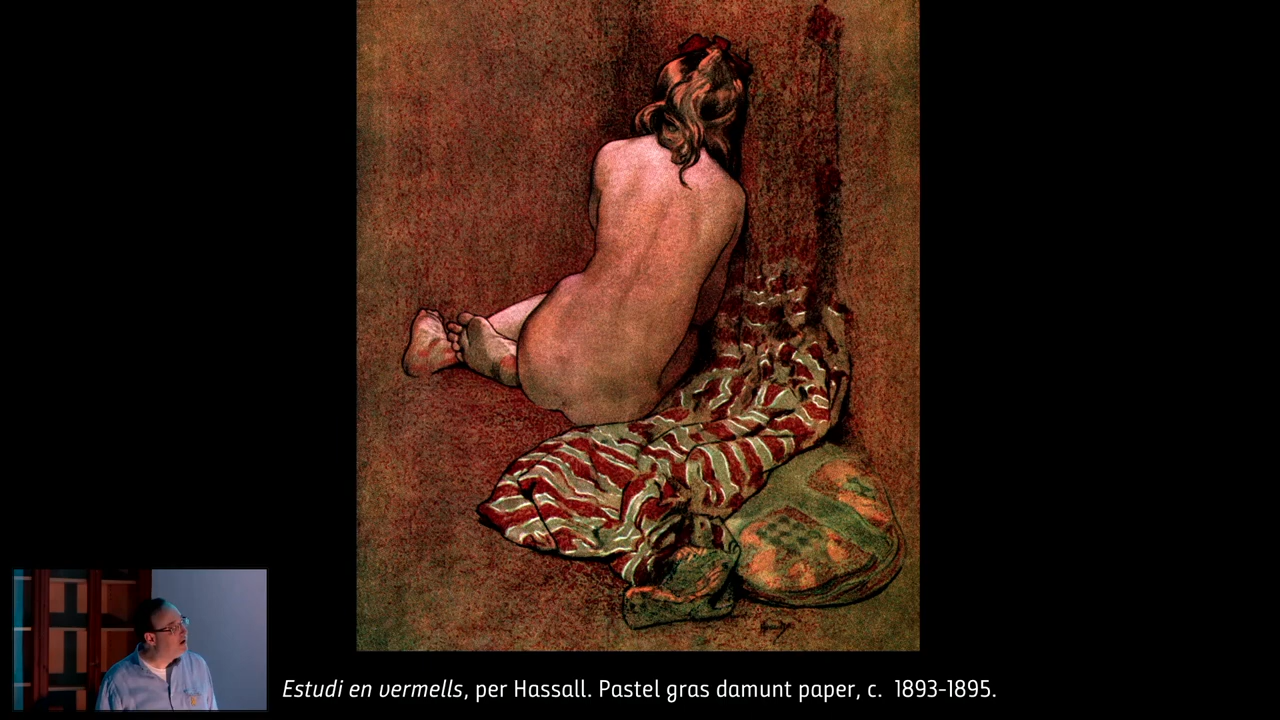 Estudi en vermells, per Hassall. Pastel gras damunt paper, c. 1893-1895.